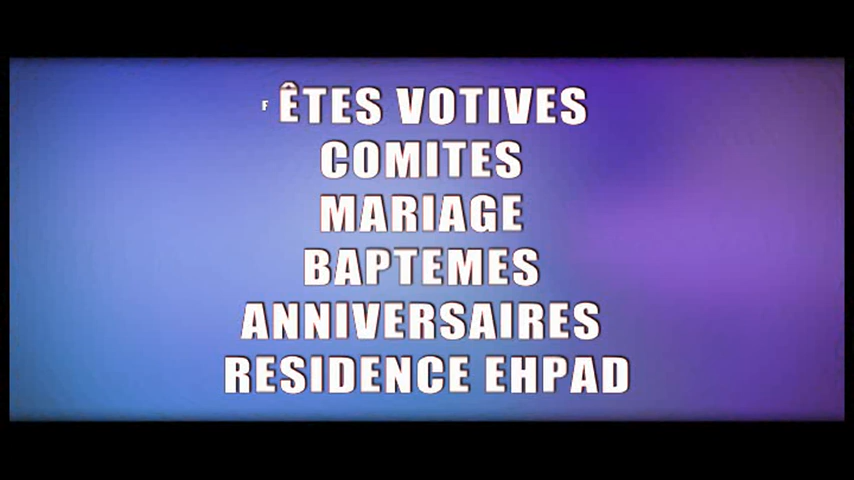 FÊTES VOTIVES
COMITES
MARIAGE
BAPTEMES
ANNIVERSAIRES
RESIDENCE EHPAD